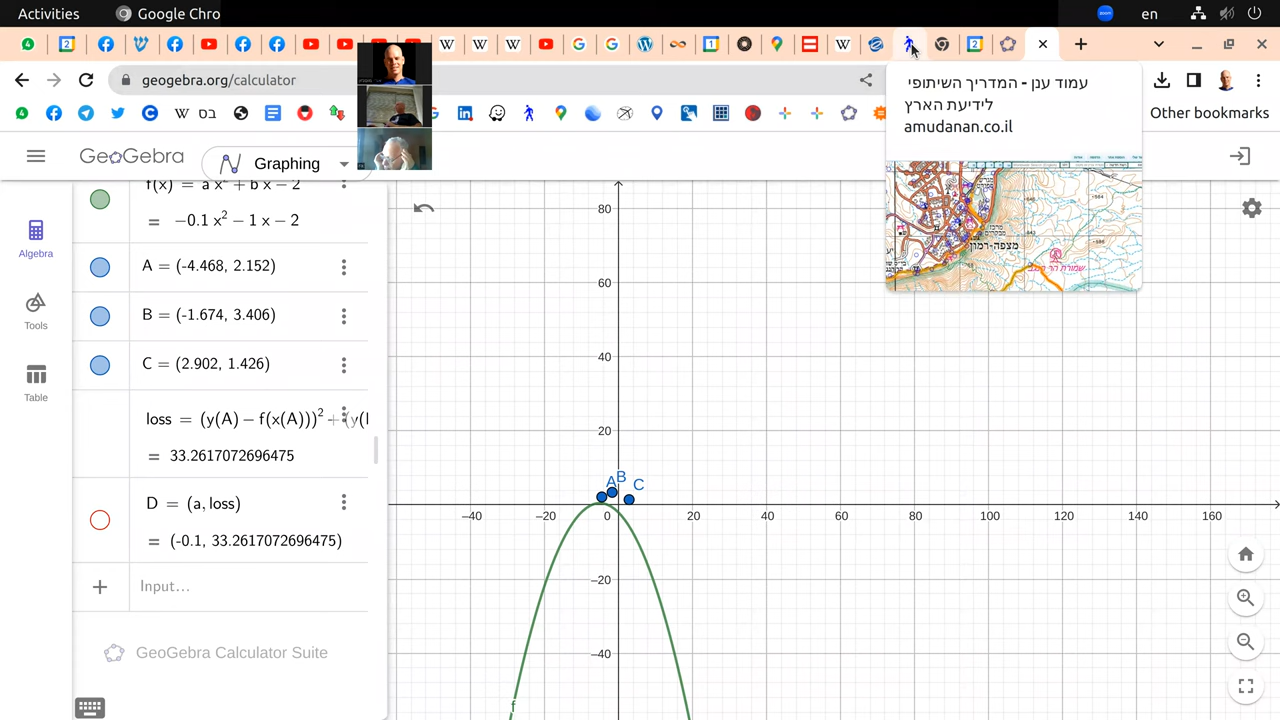 Activities
Google Chro
en
geogebra.org/calculator
עמוד ענן - המדריך השיתופי
לידיעת הארץ
amudanan.co.il
בס
Other bookmarks
GeoGebra
Graphing
Algebra
Tools
Table
f(x) = a x² + b x − 2
= −0.1 x² − 1 x − 2
A = (-4.468, 2.152)
B = (-1.674, 3.406)
C = (2.902, 1.426)
loss = (y(A) − f(x(A)))² + (y(
= 33.2617072696475
D = (a, loss)
= (-0.1, 33.2617072696475)
Input...
GeoGebra Calculator Suite
80
60
40
20
−40
−20
0
20
40
60
80
100
120
140
160
−20
−40
A
B
C
f
מצפה-רמון